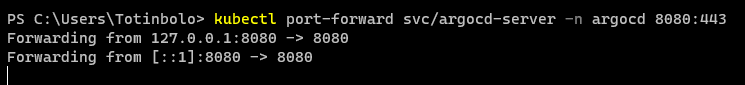 PS C:\Users\Totinbolo> kubectl port-forward svc/argocd-server -n argocd 8080:443
Forwarding from 127.0.0.1:8080 -> 8080
Forwarding from [::1]:8080 -> 8080